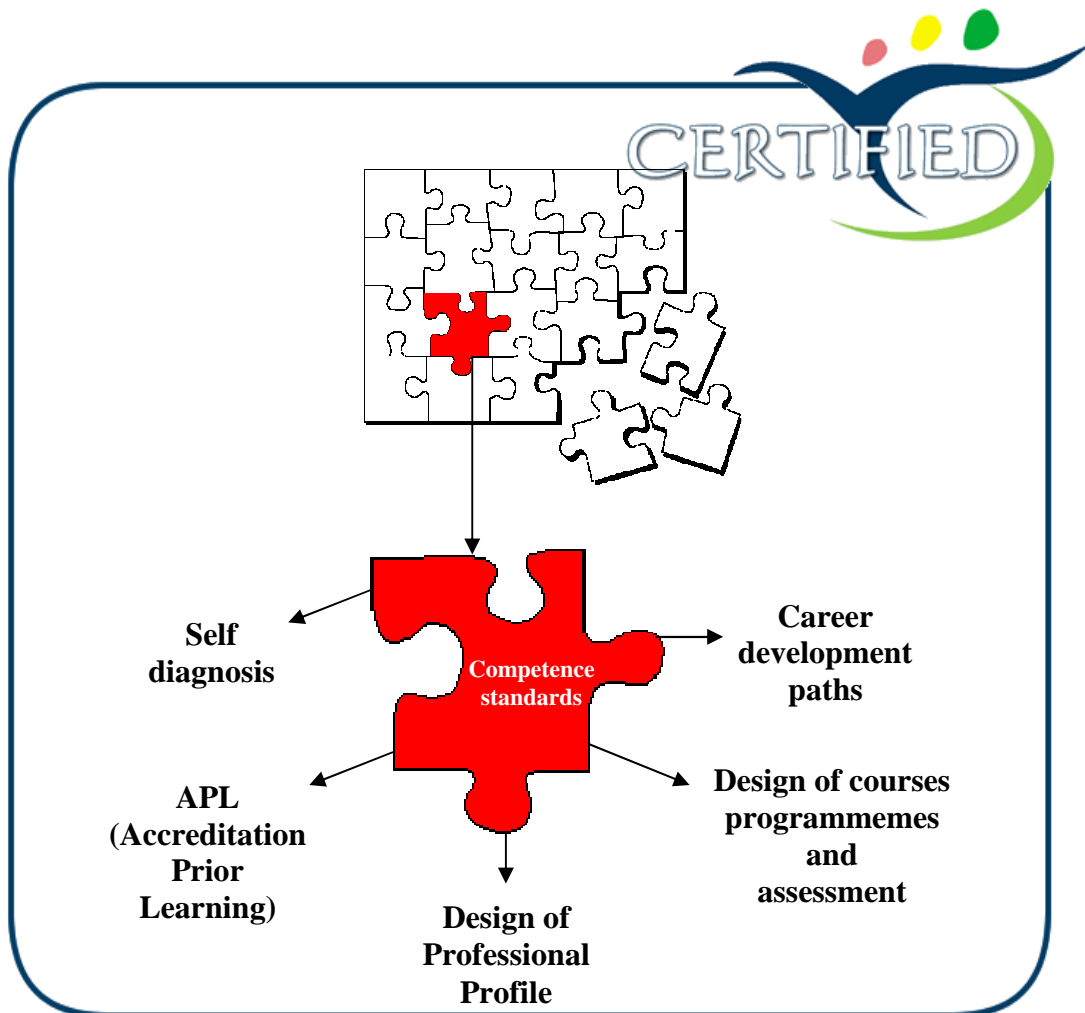 CERTIFIED
Competence
standards
Self
diagnosis
Career
development
paths
APL
(Accreditation
Prior
Learning)
Design of courses
programmemes
and
assessment
Design of
Professional
Profile